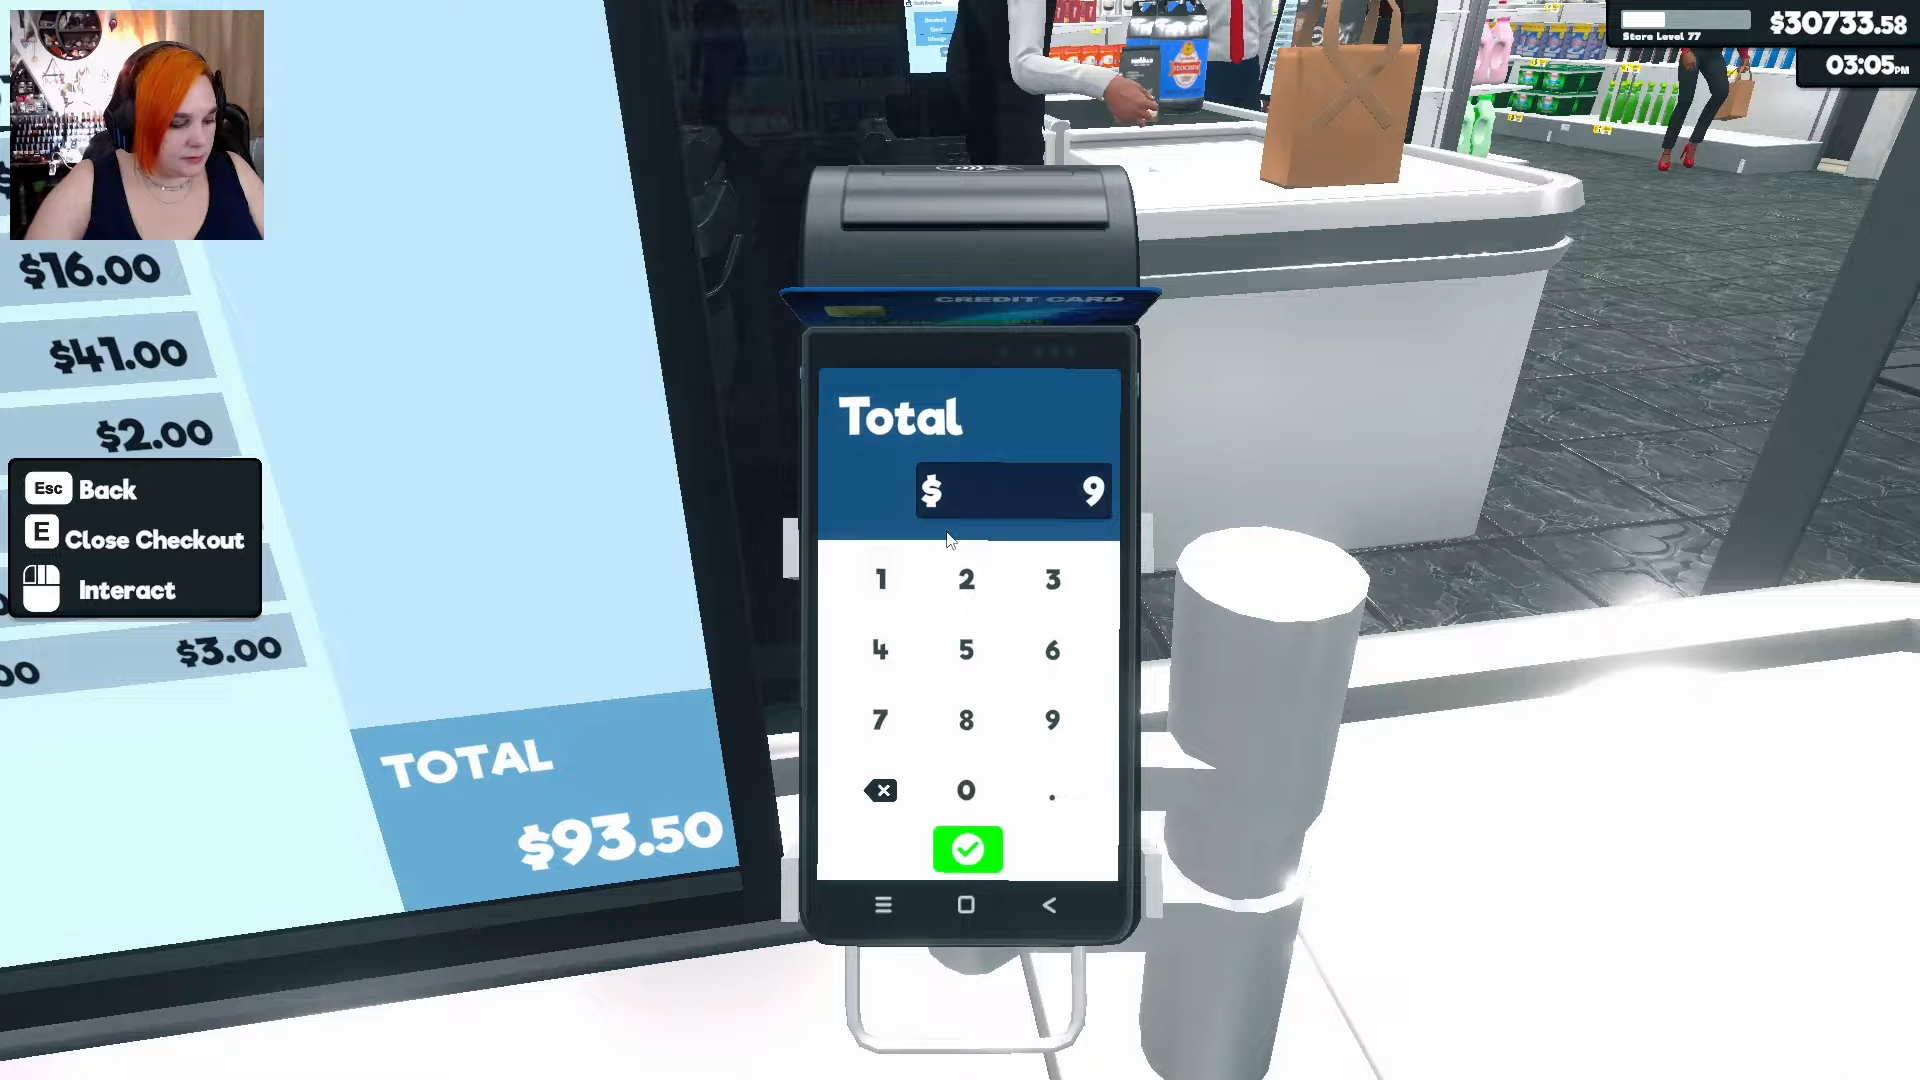 $30733.58
Store Level 77
03:05PM
$16.00
$41.00
$2.00
$3.00
00
TOTAL
$93.50
Esc Back
E Close Checkout
Interact
CREDIT CARD
Total
$ 9
1 2 3
4 5 6
7 8 9
0 .